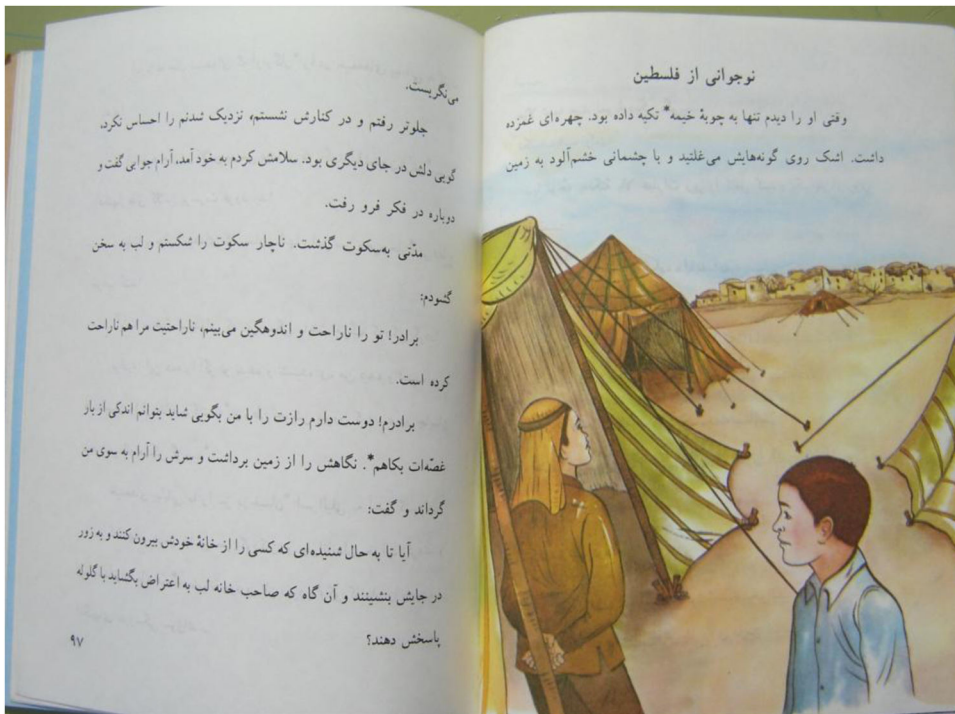 نوجوانی از فلسطین
وقتی او را دیدم تنها به چوبهٔ خیمه* تکیه داده بود. چهره‌ای غمزده
داشت. اشک روی گونه‌هایش می‌غلتید و با چشمانی خشم‌آلود به زمین
می‌نگریست.
جلوتر رفتم و در کنارش نشستم، نزدیک شدنم را احساس نکرد.
گویی دلش در جای دیگری بود. سلامش کردم به خود آمد، آرام جوابی گفت و
دوباره در فکر فرو رفت.
مدّتی به‌سکوت گذشت. ناچار سکوت را شکستم و لب به سخن
گشودم:
برادر! تو را ناراحت و اندوهگین می‌بینم، ناراحتیت مرا هم ناراحت
کرده است.
برادرم! دوست دارم رازت را با من بگویی شاید بتوانم اندکی از بار
غصّه‌ات بکاهم*. نگاهش را از زمین برداشت و سرش را آرام به سوی من
گرداند و گفت:
آیا تا به حال شنیده‌ای که کسی را از خانهٔ خودش بیرون کنند و به زور
در جایش بنشینند و آن گاه که صاحب خانه لب به اعتراض بگشاید با گلوله
پاسخش دهند؟
۹۷